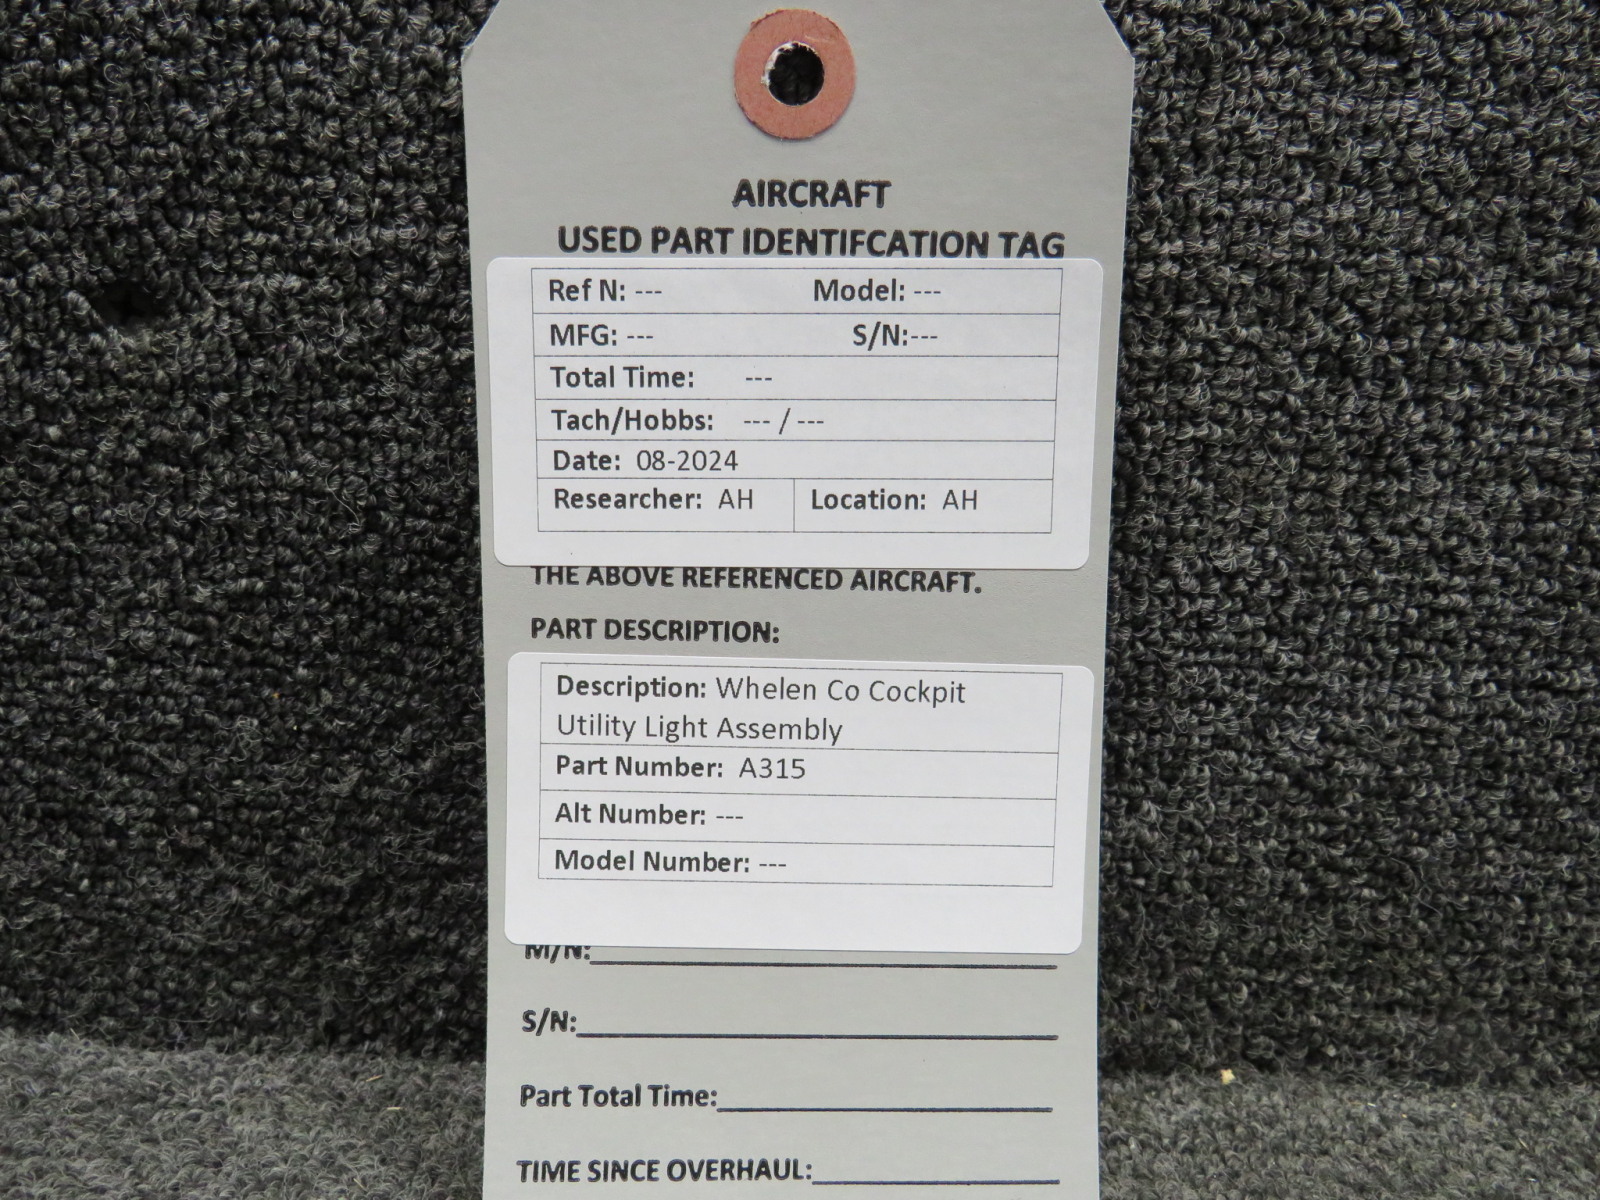 AIRCRAFT
USED PART IDENTIFCATION TAG
Ref N: --- Model: ---
MFG: --- S/N:---
Total Time: ---
Tach/Hobbs: --- / ---
Date: 08-2024
Researcher: AH Location: AH
THE ABOVE REFERENCED AIRCRAFT.
PART DESCRIPTION:
Description: Whelen Co Cockpit
Utility Light Assembly
Part Number: A315
Alt Number: ---
Model Number: ---
M/N:
S/N:
Part Total Time:
TIME SINCE OVERHAUL: